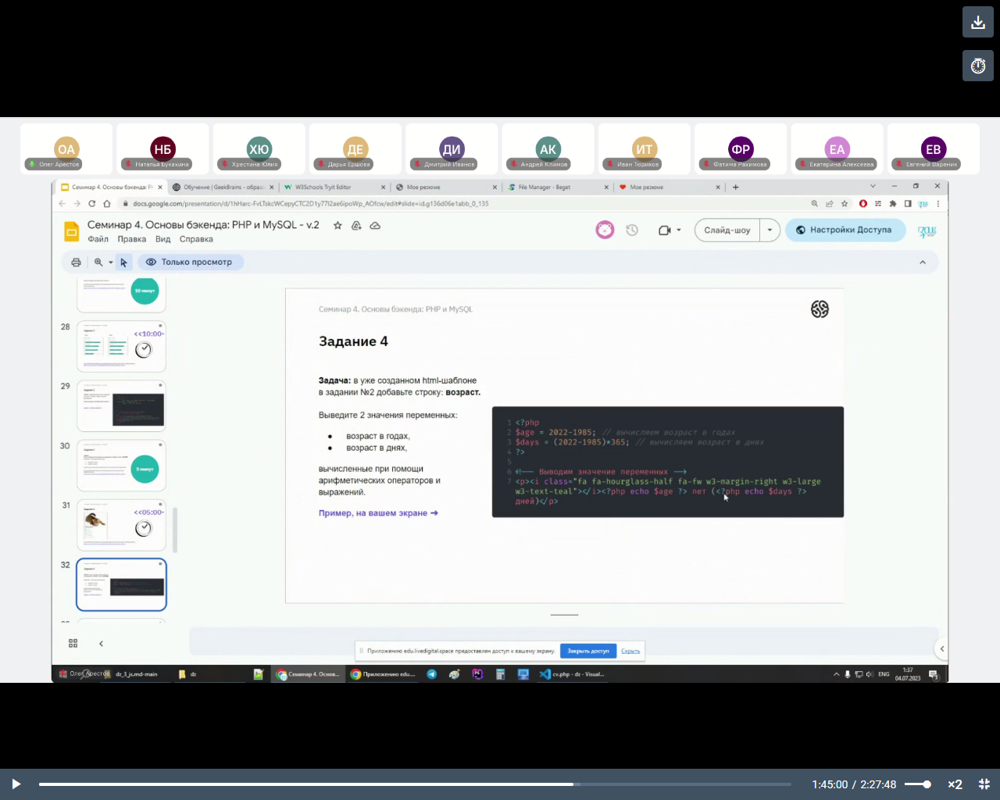 ОА
Олег Арестов
НБ
Наталья Букахина
ХЮ
Христина Юлия
ДЕ
Дарья Ершова
ДИ
Дмитрий Иванов
АК
Андрей Климов
ИТ
Иван Тюриков
ФР
Фатима Рахимова
ЕА
Екатерина Алексеева
ЕВ
Евгений Вареник
Семинар 4. Основы бэкенда: PH
Обучение | GeekBrains - образо
W3Schools Tryit Editor
Мое резюме
File Manager - Beget
Мое резюме
docs.google.com/presentation/d/1hHarc-FvLTskcWCepyCTC2D1y77I2ae6ipoWp_AOfcw/edit#slide=id.g136d06e1abb_0_135
Семинар 4. Основы бэкенда: PHP и MySQL - v.2
Файл Правка Вид Справка
Слайд-шоу
Настройки Доступа
Только просмотр
10 минут
28
<<10:00-
29
30
5 минут
31
<<05:00-
32
Семинар 4. Основы бэкенда: PHP и MySQL
Задание 4
Задача: в уже созданном html-шаблоне
в задании №2 добавьте строку: возраст.
Выведите 2 значения переменных:
● возраст в годах,
● возраст в днях,
вычисленные при помощи
арифметических операторов и
выражений.
Пример, на вашем экране ➞
1 <?php
2 $age = 2022-1985; // вычисляем возраст в годах
3 $days = (2022-1985)*365; // вычисляем возраст в днях
4 ?>
5
6 <!-- Выводим значение переменных -->
7 <p><i class="fa fa-hourglass-half fa-fw w3-margin-right w3-large
w3-text-teal"></i><?php echo $age ?> лет (<?php echo $days ?>
дней)</p>
Приложению edu.livedigital.space предоставлен доступ к вашему экрану.
Закрыть доступ
Скрыть
Олег Арестов
dz_3_js.md-main
dz
Семинар 4. Основ...
Приложению edu....
cv.php - dz - Visual...
ENG
1:37
04.07.2023
1:45:00 / 2:27:48
×2